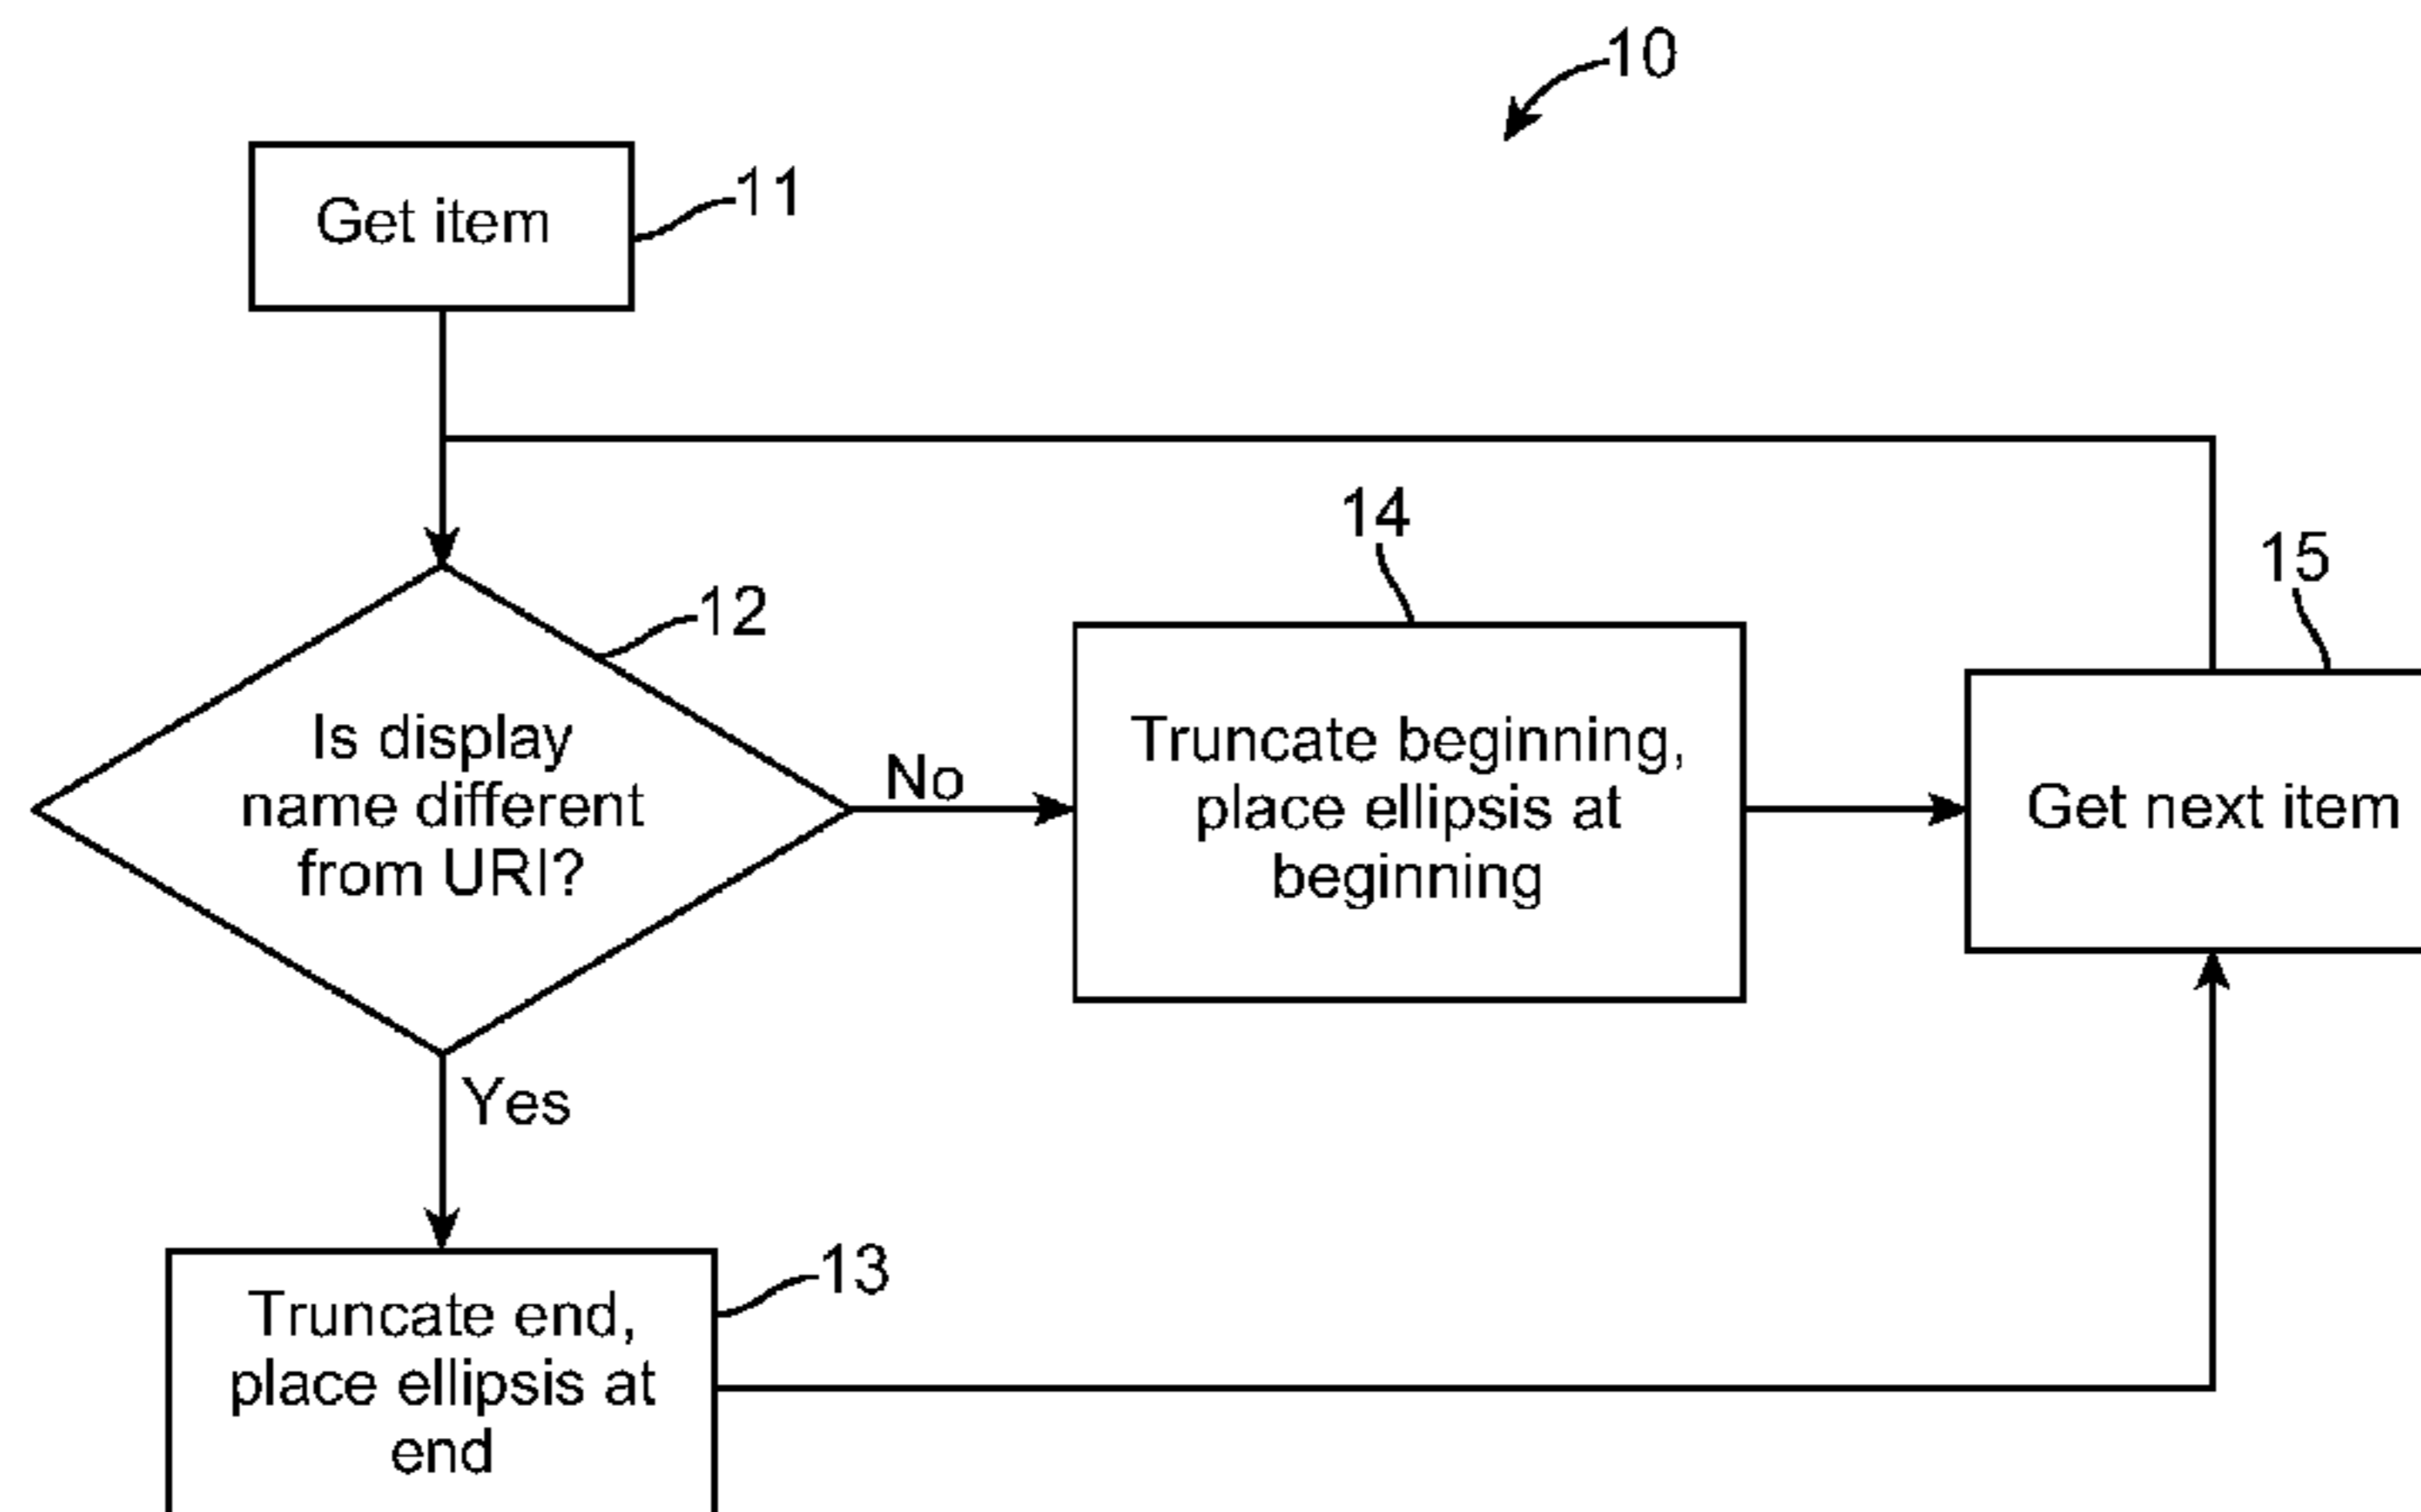 10
Get item
11
12
Is display
name different
from URI?
No
14
Truncate beginning,
place ellipsis at
beginning
15
Get next item
Yes
13
Truncate end,
place ellipsis at
end